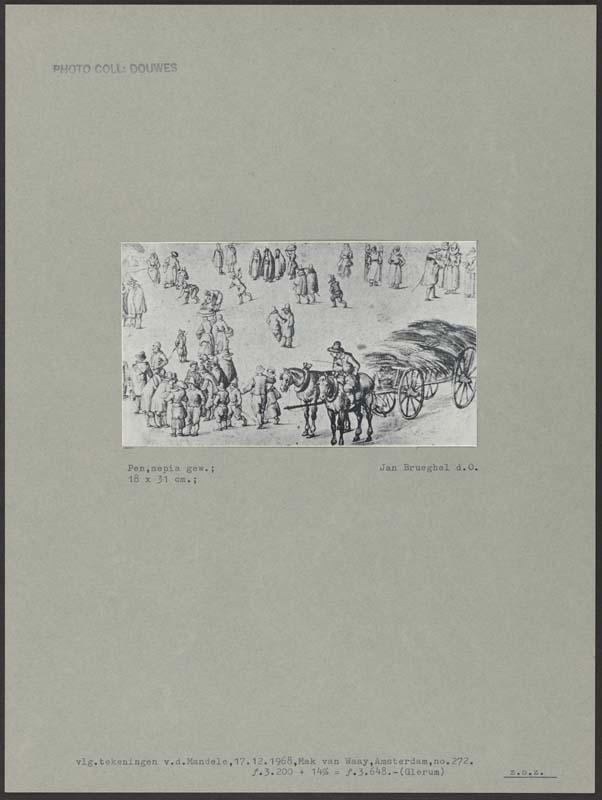 PHOTO COLL: DOUWES
Pen,sepia gew.;
18 x 31 cm.;
Jan Brueghel d.O.
vlg.tekeningen v.d.Mandele,17.12.1968,Mak van Waay,Amsterdam,no.272.
ƒ.3.200 + 14% = ƒ.3.648.-(Glerum)
z.o.z.